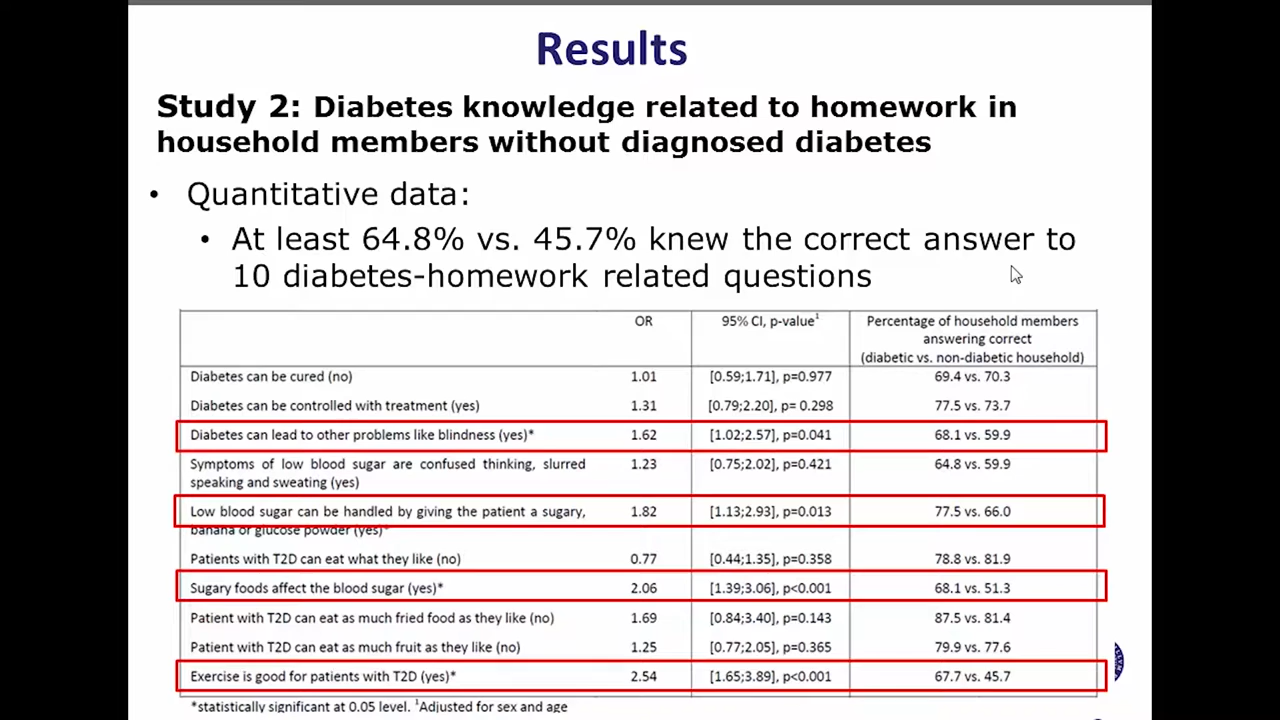 Results
Study 2: Diabetes knowledge related to homework in
household members without diagnosed diabetes
• Quantitative data:
• At least 64.8% vs. 45.7% knew the correct answer to
10 diabetes-homework related questions
OR 95% CI, p-value¹ Percentage of household members
answering correct
(diabetic vs. non-diabetic household)
Diabetes can be cured (no) 1.01 [0.59;1.71], p=0.977 69.4 vs. 70.3
Diabetes can be controlled with treatment (yes) 1.31 [0.79;2.20], p= 0.298 77.5 vs. 73.7
Diabetes can lead to other problems like blindness (yes)* 1.62 [1.02;2.57], p=0.041 68.1 vs. 59.9
Symptoms of low blood sugar are confused thinking, slurred 1.23 [0.75;2.02], p=0.421 64.8 vs. 59.9
speaking and sweating (yes)
Low blood sugar can be handled by giving the patient a sugary, 1.82 [1.13;2.93], p=0.013 77.5 vs. 66.0
banana or glucose powder (yes)*
Patients with T2D can eat what they like (no) 0.77 [0.44;1.35], p=0.358 78.8 vs. 81.9
Sugary foods affect the blood sugar (yes)* 2.06 [1.39;3.06], p<0.001 68.1 vs. 51.3
Patient with T2D can eat as much fried food as they like (no) 1.69 [0.84;3.40], p=0.143 87.5 vs. 81.4
Patient with T2D can eat as much fruit as they like (no) 1.25 [0.77;2.05], p=0.365 79.9 vs. 77.6
Exercise is good for patients with T2D (yes)* 2.54 [1.65;3.89], p<0.001 67.7 vs. 45.7
*statistically significant at 0.05 level. ¹Adjusted for sex and age